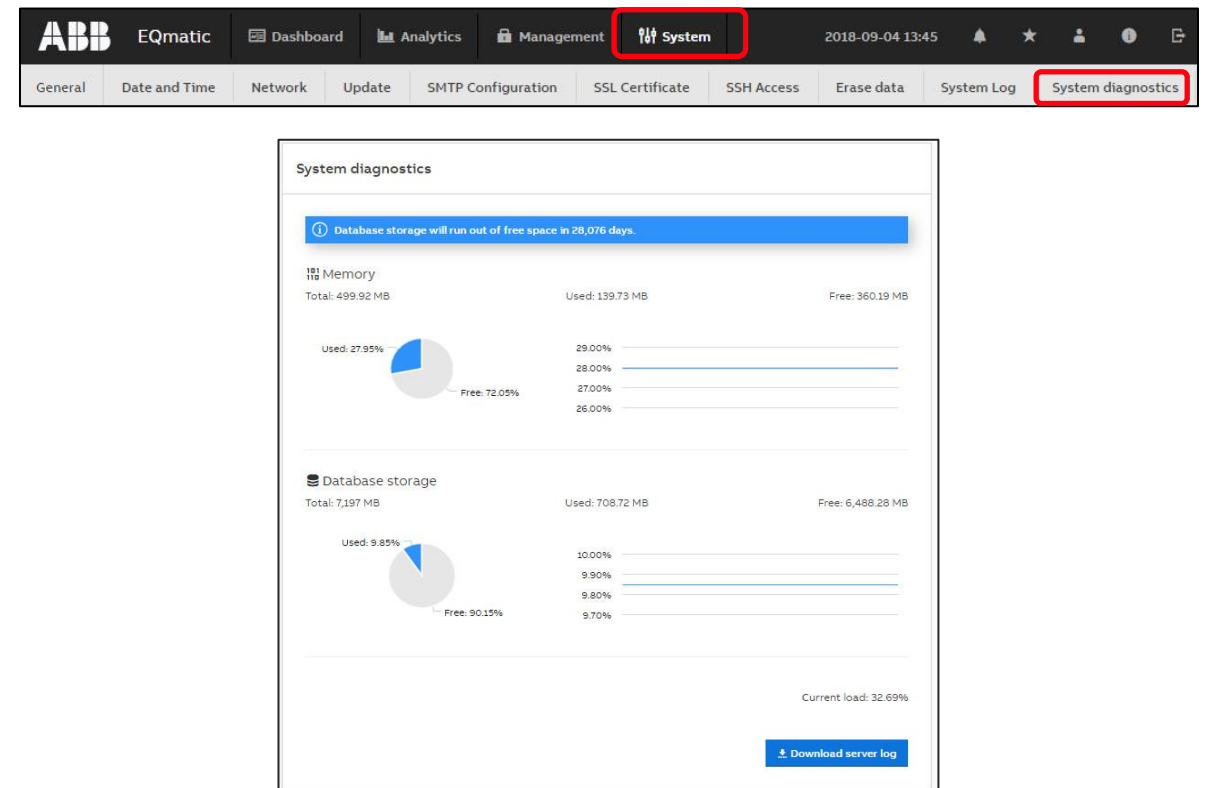 ABB EQmatic Dashboard Analytics Management System 2018-09-04 13:45
General Date and Time Network Update SMTP Configuration SSL Certificate SSH Access Erase data System Log System diagnostics
System diagnostics
Database storage will run out of free space in 28,076 days.
Memory
Total: 499.92 MB Used: 139.73 MB Free: 360.19 MB
Used: 27.95%
Free: 72.05%
29.00%
28.00%
27.00%
26.00%
Database storage
Total: 7,197 MB Used: 708.72 MB Free: 6,488.28 MB
Used: 9.85%
Free: 90.15%
10.00%
9.90%
9.80%
9.70%
Current load: 32.69%
Download server log